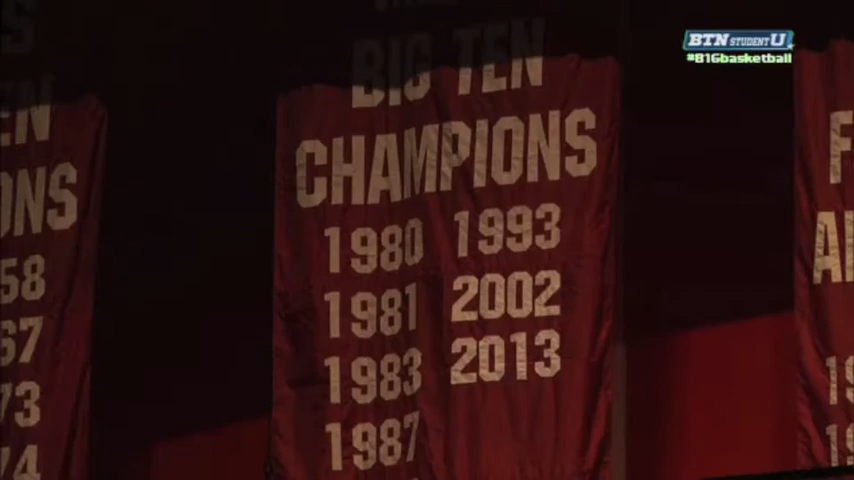 BTN STUDENT U
#B1Gbasketball
BIG TEN
CHAMPIONS
1980 1993
1981 2002
1983 2013
1987
EN
ONS
58
67
73
74